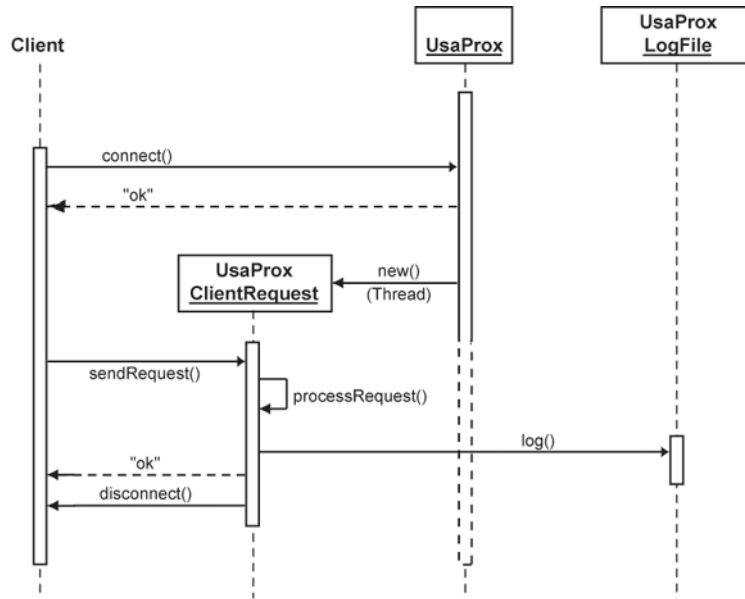 Client
UsaProx
UsaProx
LogFile
connect()
"ok"
UsaProx
ClientRequest
new()
(Thread)
sendRequest()
processRequest()
log()
"ok"
disconnect()